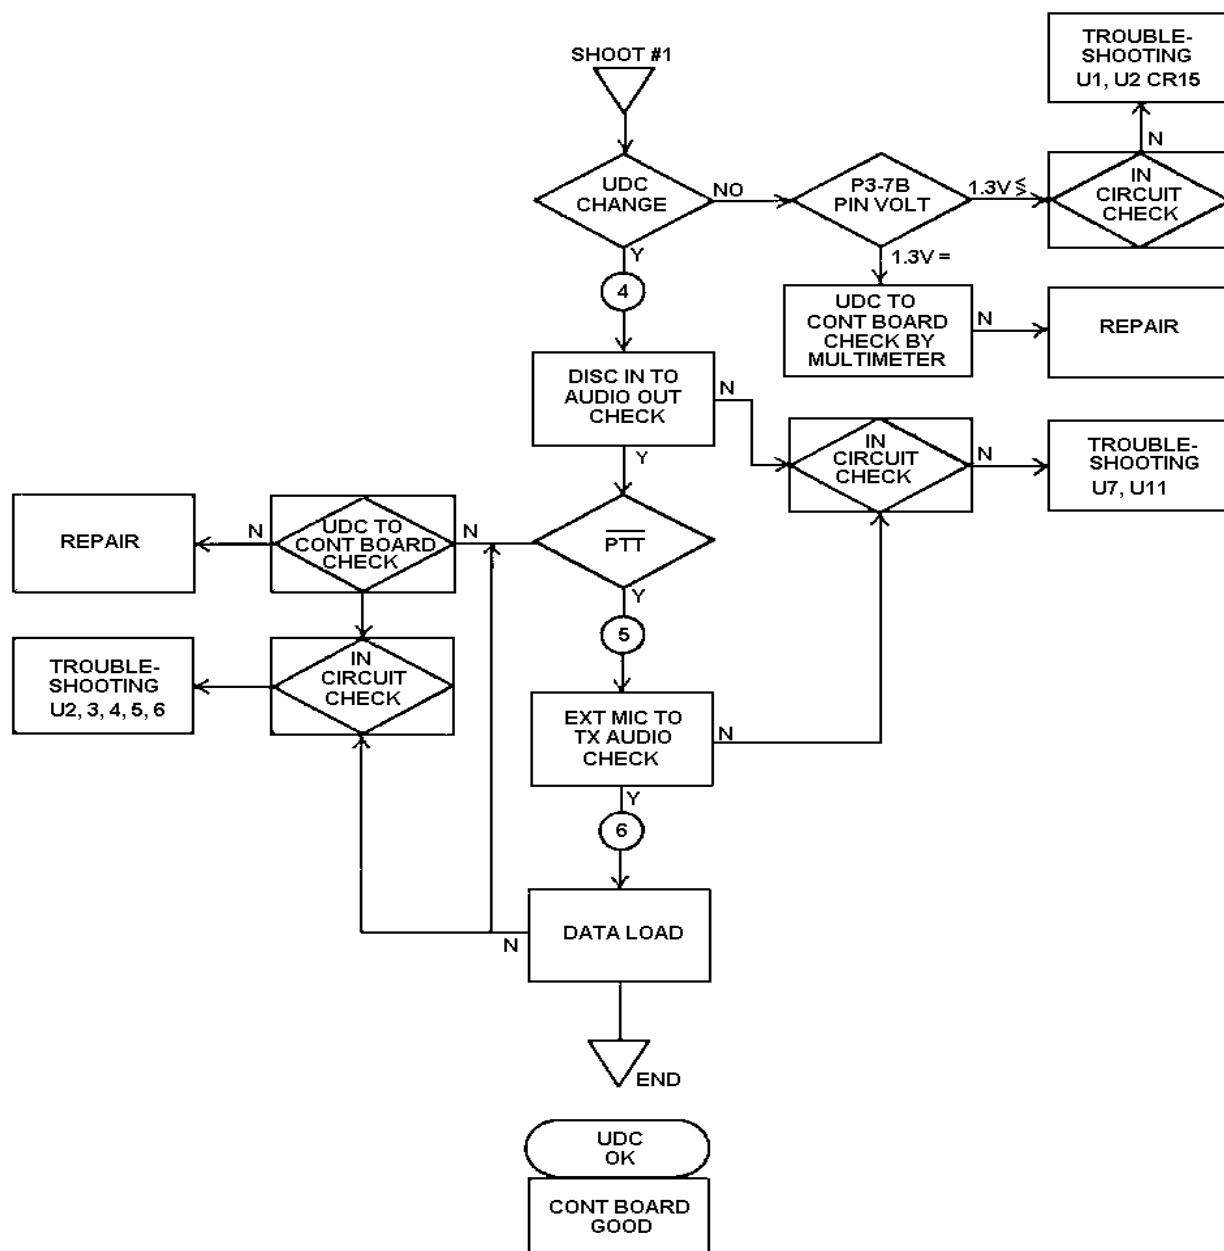 SHOOT #1
TROUBLE-
SHOOTING
U1, U2 CR15
N
UDC
CHANGE
NO
P3-7B
PIN VOLT
1.3V ≤
IN
CIRCUIT
CHECK
Y
1.3V =
4
UDC TO
CONT BOARD
CHECK BY
MULTIMETER
N
REPAIR
DISC IN TO
AUDIO OUT
CHECK
N
Y
IN
CIRCUIT
CHECK
N
TROUBLE-
SHOOTING
U7, U11
REPAIR
N
UDC TO
CONT BOARD
CHECK
N
PTT
Y
5
TROUBLE-
SHOOTING
U2, 3, 4, 5, 6
IN
CIRCUIT
CHECK
EXT MIC TO
TX AUDIO
CHECK
N
Y
6
DATA LOAD
N
END
UDC
OK
CONT BOARD
GOOD